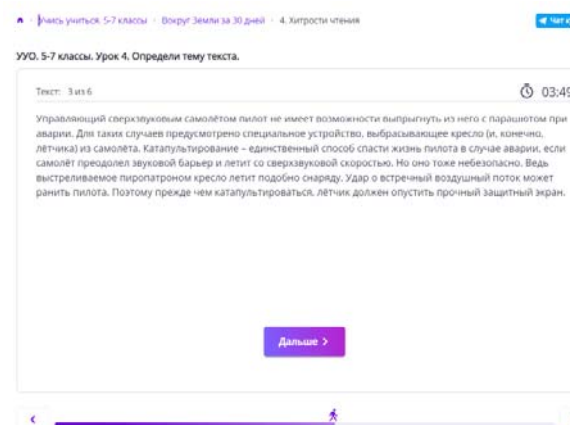 Учись учиться. 5-7 классы · Вокруг Земли за 30 дней · 4. Хитрости чтения
Чат
УУО. 5-7 классы. Урок 4. Определи тему текста.
Текст: 3 из 6
03:49
Управляющий сверхзвуковым самолётом пилот не имеет возможности выпрыгнуть из него с парашютом при
аварии. Для таких случаев предусмотрено специальное устройство, выбрасывающее кресло (и, конечно,
лётчика) из самолёта. Катапультирование – единственный способ спасти жизнь пилота в случае аварии, если
самолёт преодолел звуковой барьер и летит со сверхзвуковой скоростью. Но оно тоже небезопасно. Ведь
выстреливаемое пиропатроном кресло летит подобно снаряду. Удар о встречный воздушный поток может
ранить пилота. Поэтому прежде чем катапультироваться, лётчик должен опустить прочный защитный экран.
Дальше